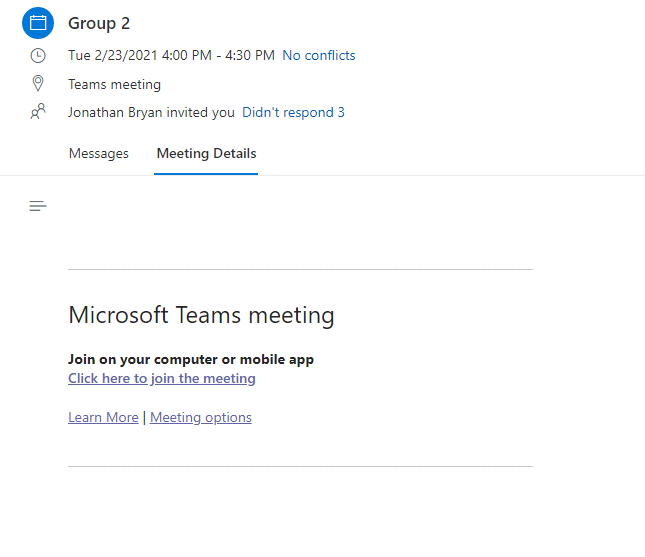 Group 2
Tue 2/23/2021 4:00 PM - 4:30 PM No conflicts
Teams meeting
Jonathan Bryan invited you Didn't respond 3
Messages Meeting Details
Microsoft Teams meeting
Join on your computer or mobile app
Click here to join the meeting
Learn More | Meeting options